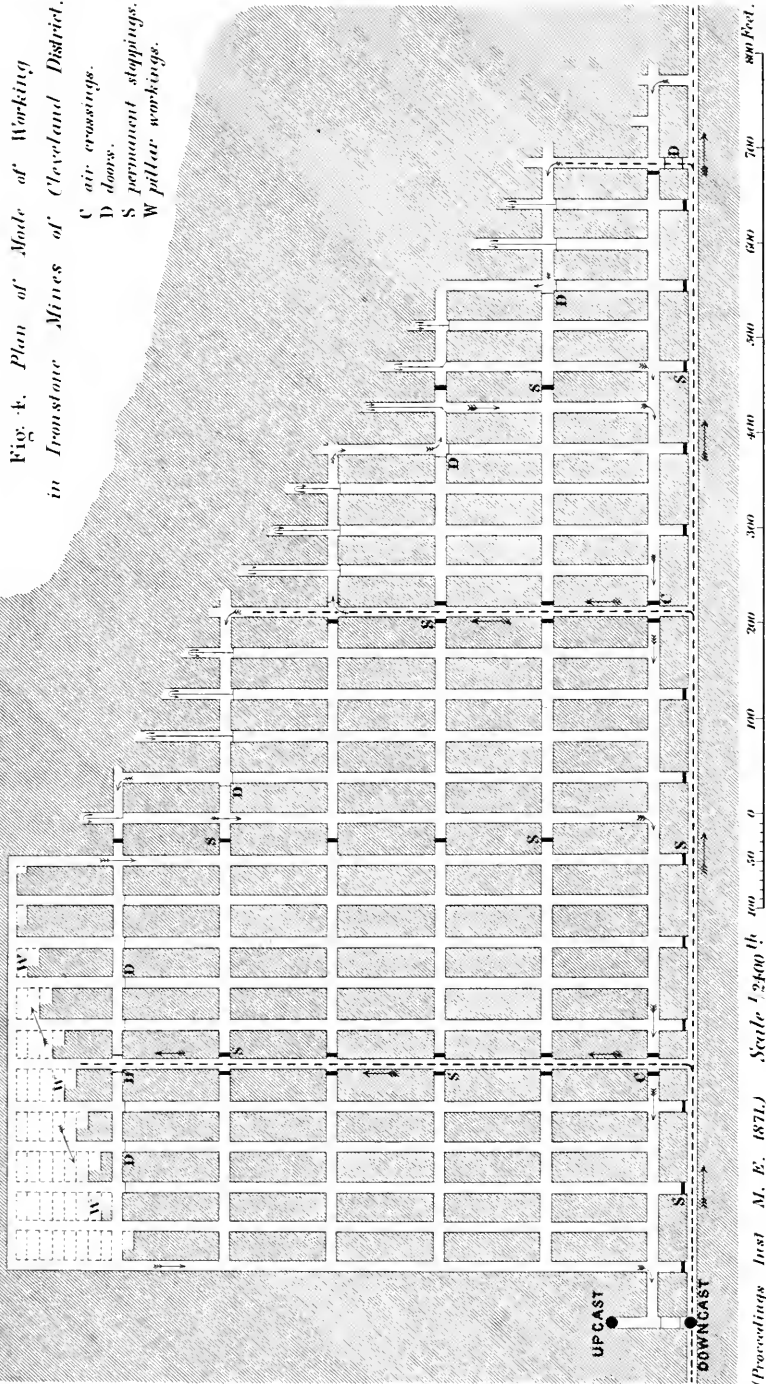 Fig. 4. Plan of Mode of Working
in Ironstone Mines of Cleveland District.
C air crossings.
D doors.
S permanent stoppings.
W pillar workings.
W
W
W
D
D
D
D
D
D
D
S
S
S
S
S
S
S
S
S
S
C
C
UPCAST
DOWNCAST
(Proceedings Inst M. E. 1871.)
Scale 1/2400th
100 50 0 100 200 300 400 500 600 700 800 Feet.